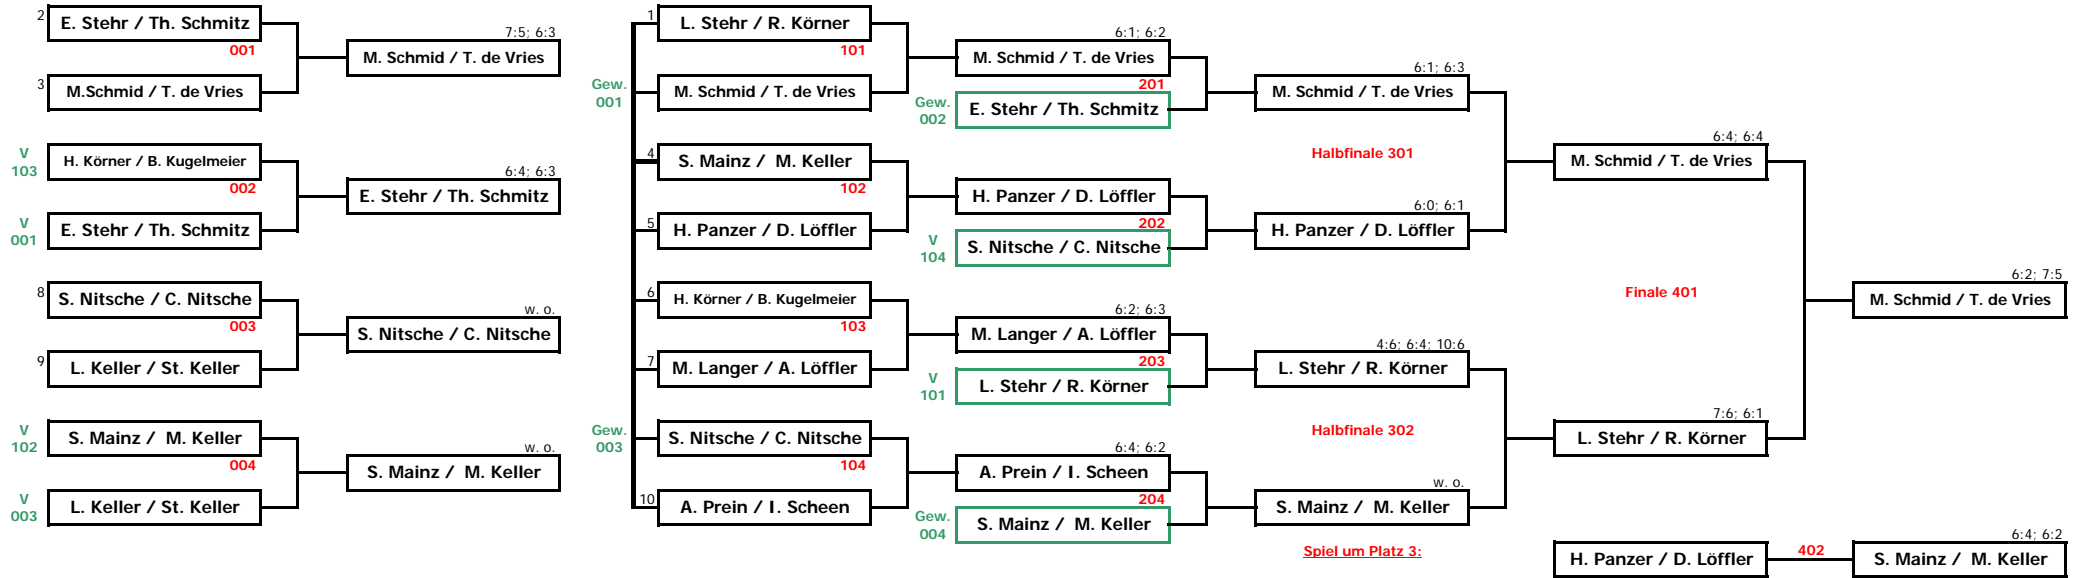 2
E. Stehr / Th. Schmitz
001
3
M.Schmid / T. de Vries
7:5; 6:3
M. Schmid / T. de Vries
V
103
H. Körner / B. Kugelmeier
002
V
001
E. Stehr / Th. Schmitz
6:4; 6:3
E. Stehr / Th. Schmitz
8
S. Nitsche / C. Nitsche
003
9
L. Keller / St. Keller
w. o.
S. Nitsche / C. Nitsche
V
102
S. Mainz / M. Keller
004
V
003
L. Keller / St. Keller
w. o.
S. Mainz / M. Keller
1
L. Stehr / R. Körner
101
Gew.
001
M. Schmid / T. de Vries
4
S. Mainz / M. Keller
102
5
H. Panzer / D. Löffler
6
H. Körner / B. Kugelmeier
103
7
M. Langer / A. Löffler
Gew.
003
S. Nitsche / C. Nitsche
104
10
A. Prein / I. Scheen
6:1; 6:2
M. Schmid / T. de Vries
201
Gew.
002
E. Stehr / Th. Schmitz
H. Panzer / D. Löffler
202
V
104
S. Nitsche / C. Nitsche
6:2; 6:3
M. Langer / A. Löffler
203
V
101
L. Stehr / R. Körner
6:4; 6:2
A. Prein / I. Scheen
204
Gew.
004
S. Mainz / M. Keller
6:1; 6:3
M. Schmid / T. de Vries
Halbfinale 301
6:0; 6:1
H. Panzer / D. Löffler
4:6; 6:4; 10:6
L. Stehr / R. Körner
Halbfinale 302
w. o.
S. Mainz / M. Keller
6:4; 6:4
M. Schmid / T. de Vries
Finale 401
7:6; 6:1
L. Stehr / R. Körner
6:2; 7:5
M. Schmid / T. de Vries
Spiel um Platz 3:
H. Panzer / D. Löffler
402
6:4; 6:2
S. Mainz / M. Keller